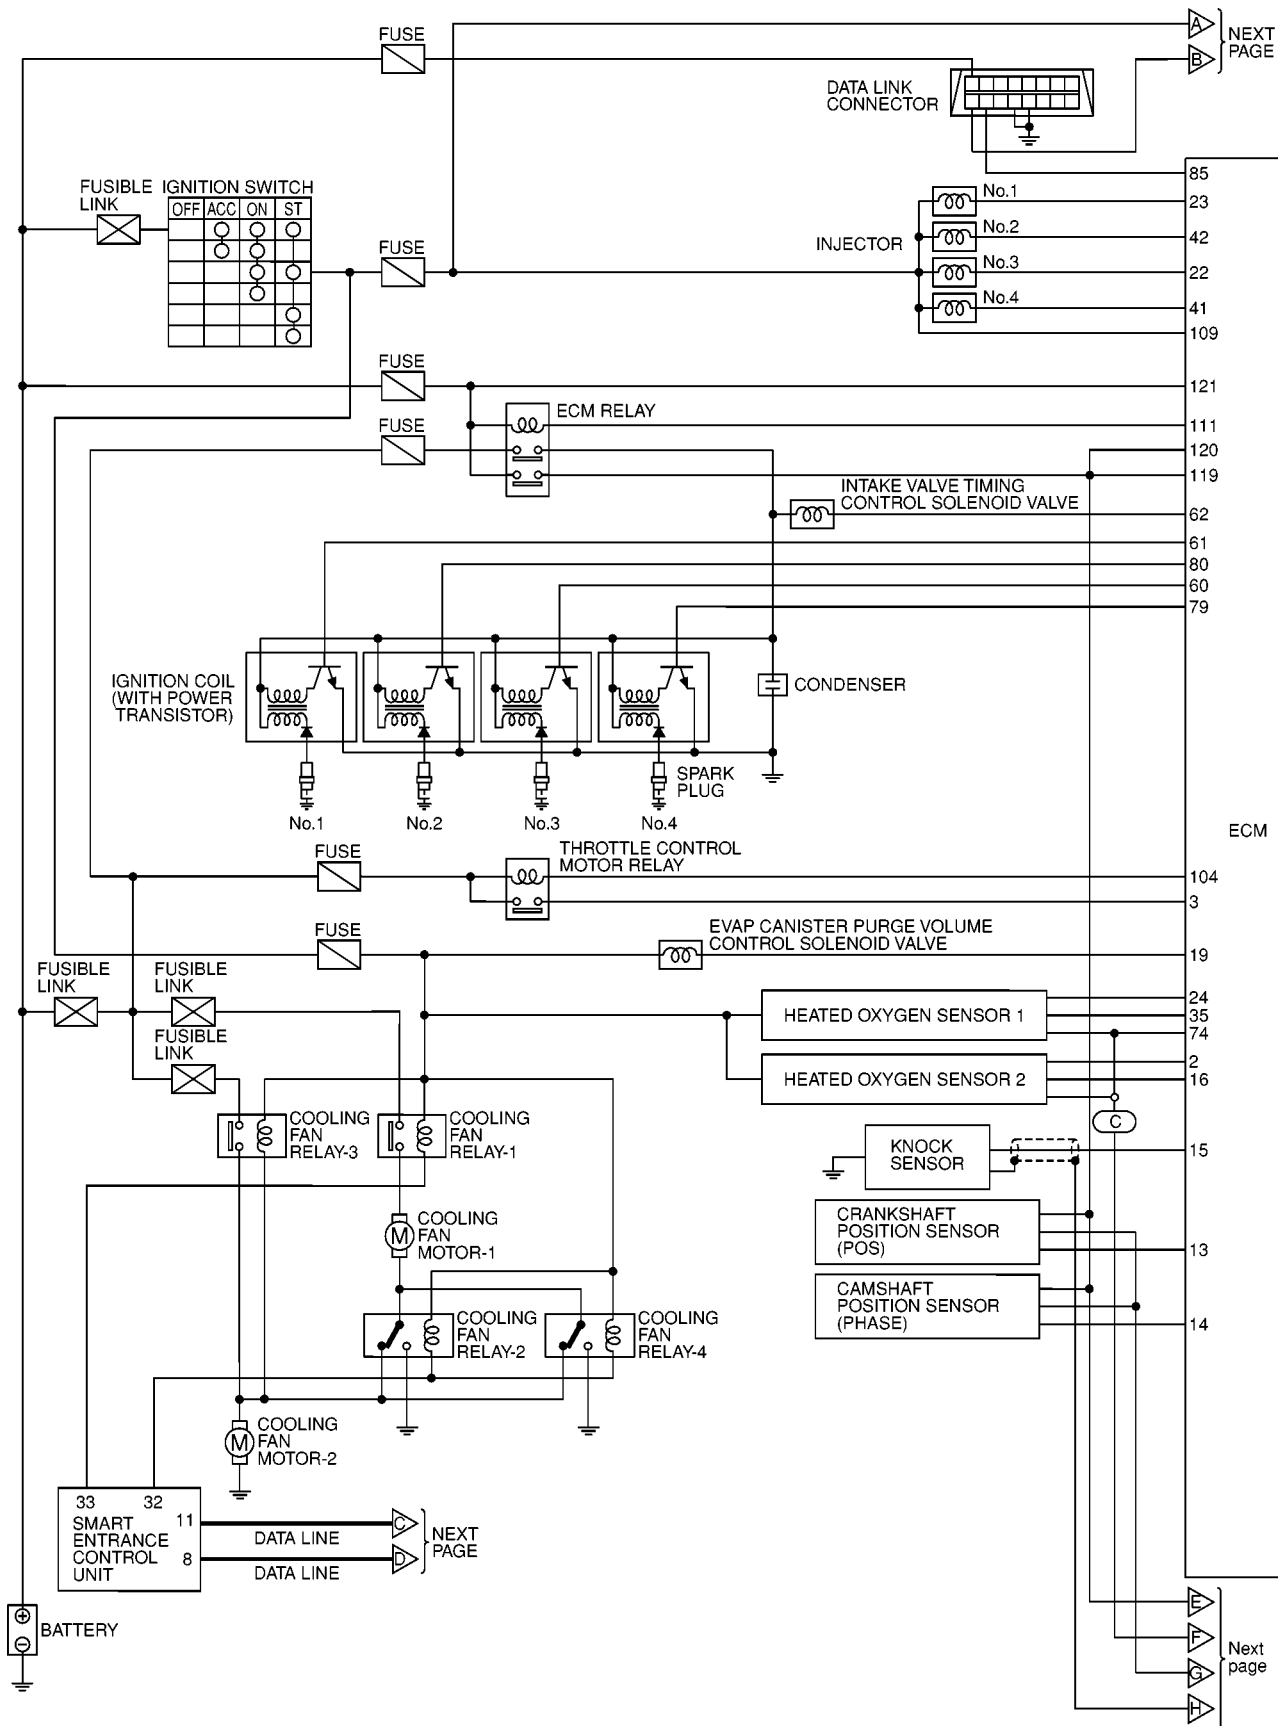 FUSE
A
NEXT
PAGE
B
DATA LINK
CONNECTOR
85
FUSIBLE
LINK
IGNITION SWITCH
OFF ACC ON ST
FUSE
INJECTOR
No.1
23
No.2
42
No.3
22
No.4
41
109
FUSE
121
ECM RELAY
111
FUSE
120
119
INTAKE VALVE TIMING
CONTROL SOLENOID VALVE
62
61
80
60
79
IGNITION COIL
(WITH POWER
TRANSISTOR)
CONDENSER
SPARK
PLUG
No.1 No.2 No.3 No.4
ECM
FUSE
THROTTLE CONTROL
MOTOR RELAY
104
3
FUSE
EVAP CANISTER PURGE VOLUME
CONTROL SOLENOID VALVE
19
FUSIBLE
LINK
FUSIBLE
LINK
FUSIBLE
LINK
HEATED OXYGEN SENSOR 1
24
35
74
HEATED OXYGEN SENSOR 2
2
16
C
COOLING
FAN
RELAY-3
COOLING
FAN
RELAY-1
KNOCK
SENSOR
15
COOLING
FAN
MOTOR-1
M
CRANKSHAFT
POSITION SENSOR
(POS)
13
CAMSHAFT
POSITION SENSOR
(PHASE)
14
COOLING
FAN
RELAY-2
COOLING
FAN
RELAY-4
M
COOLING
FAN
MOTOR-2
33 32
SMART
ENTRANCE
CONTROL
UNIT
11
8
DATA LINE
DATA LINE
C
D
NEXT
PAGE
BATTERY
E
F
G
H
Next
page